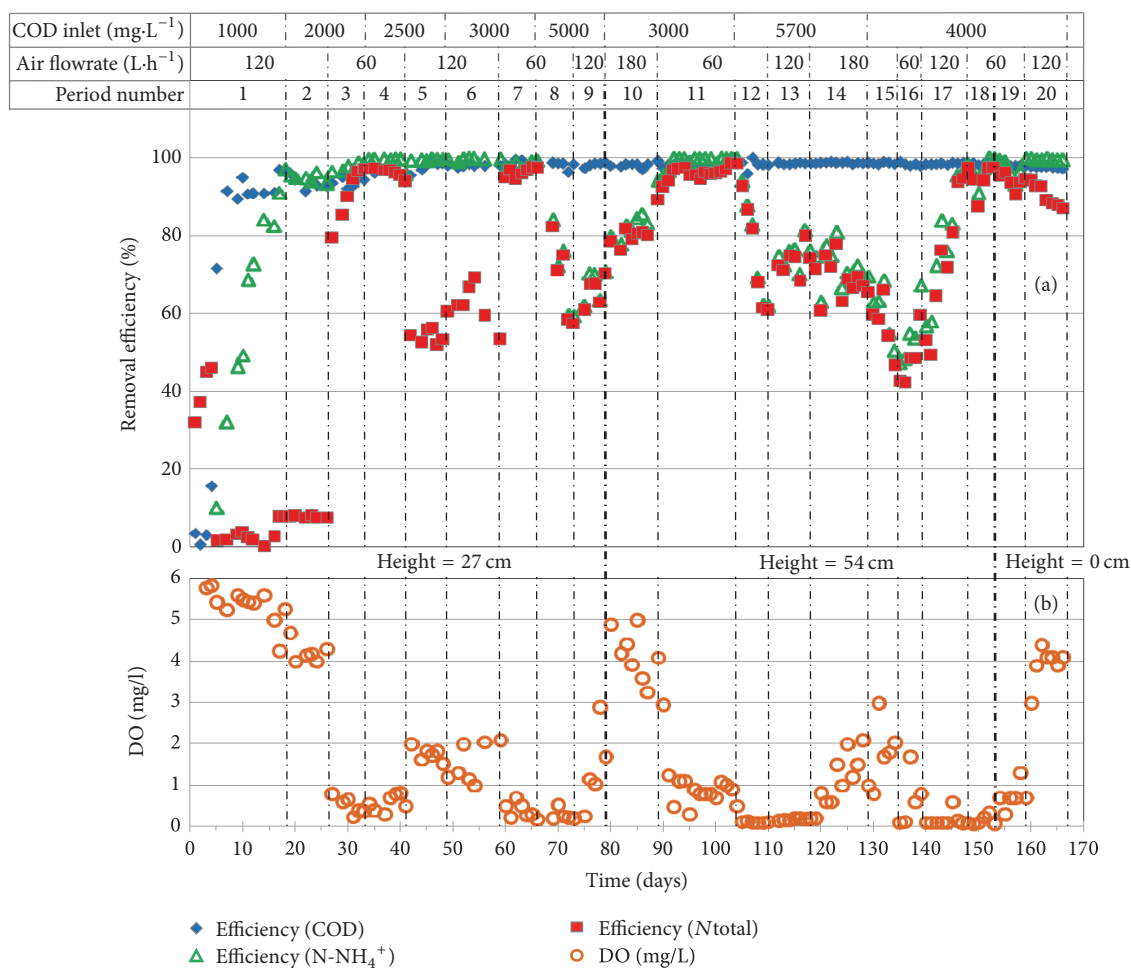 COD inlet (mg·L⁻¹) 1000 2000 2500 3000 5000 3000 5700 4000
Air flowrate (L·h⁻¹) 120 60 120 60 120 180 60 120 180 60 120 60 120
Period number 1 2 3 4 5 6 7 8 9 10 11 12 13 14 15 16 17 18 19 20
100
80
60
40
20
0
Removal efficiency (%)
(a)
Height = 27 cm Height = 54 cm Height = 0 cm
6
5
4
3
2
1
0
DO (mg/l)
(b)
0 10 20 30 40 50 60 70 80 90 100 110 120 130 140 150 160 170
Time (days)
Efficiency (COD) Efficiency (Ntotal)
Efficiency (N-NH₄⁺) DO (mg/L)